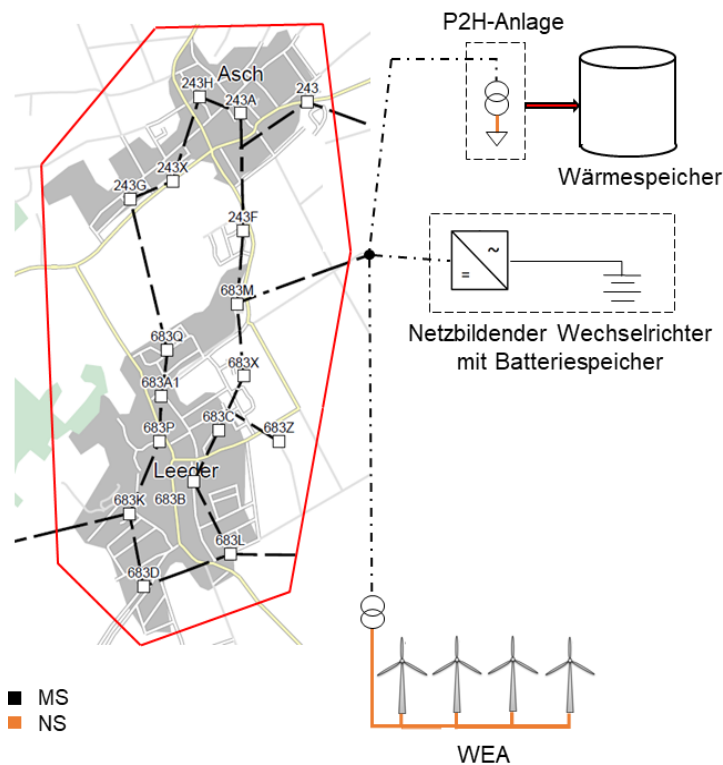 P2H-Anlage
Asch
243H
243A
243
243X
243G
Wärmespeicher
243F
~
=
683M
Netzbildender Wechselrichter
mit Batteriespeicher
683Q
683X
683A1
683C
683P
683Z
Leeder
683B
683K
683L
683D
MS
NS
WEA